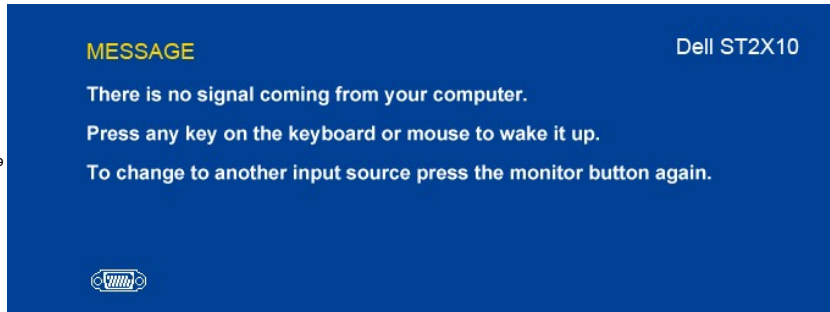 MESSAGE
Dell ST2X10
There is no signal coming from your computer.
Press any key on the keyboard or mouse to wake it up.
To change to another input source press the monitor button again.